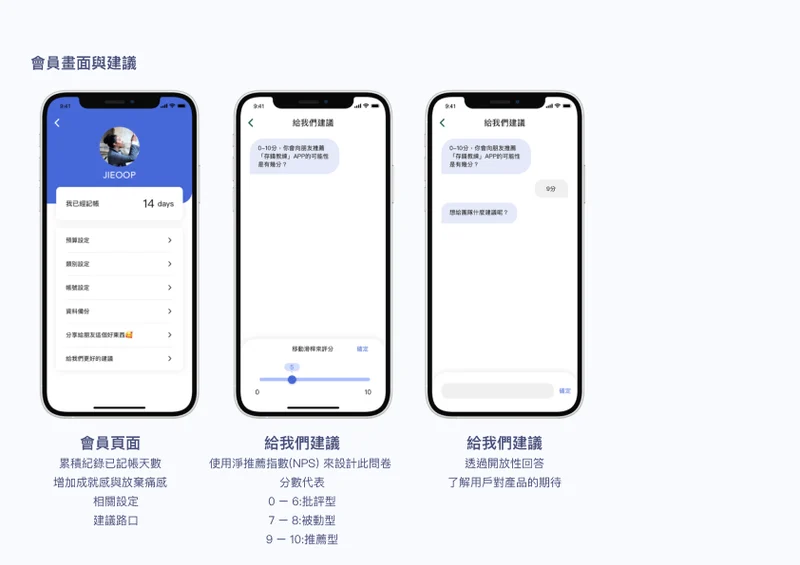 會員畫面與建議
9:41
JIEOOP
我已經記帳 14 days
預算設定
類別設定
帳號設定
資料備份
分享給朋友這個好東西🥰
給我們更好的建議
會員頁面
累積紀錄已記帳天數
增加成就感與放棄痛感
相關設定
建議路口
9:41
給我們建議
0-10分,你會向朋友推薦
「存錢教練」APP的可能性
是有幾分?
移動滑桿來評分 確定
0 10
給我們建議
使用淨推薦指數(NPS) 來設計此問卷
分數代表
0 － 6:批評型
7 － 8:被動型
9 － 10:推薦型
9:41
給我們建議
0-10分,你會向朋友推薦
「存錢教練」APP的可能性
是有幾分?
9分
想給團隊什麼建議呢？
確定
給我們建議
透過開放性回答
了解用戶對產品的期待